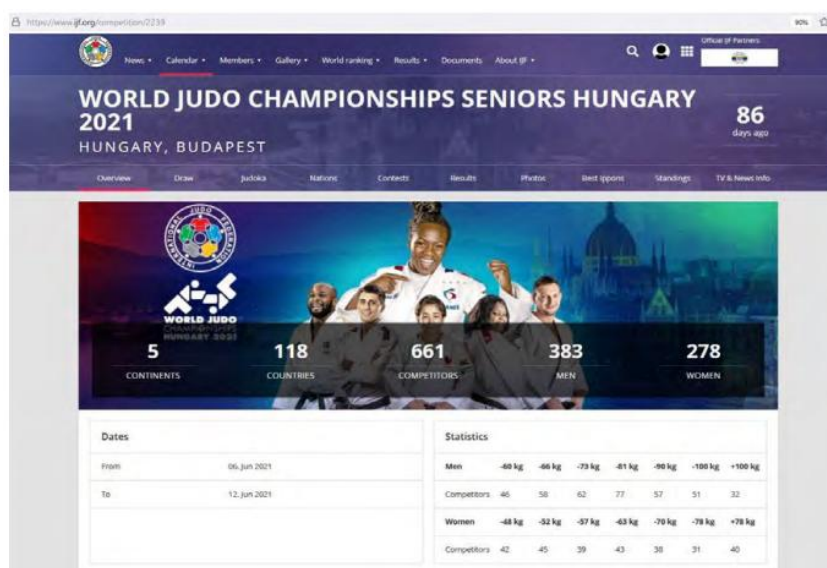 https://www.ijf.org/competition/2239
90%
News
Calendar
Members
Gallery
World ranking
Results
Documents
About IJF
Official IJF Partners
WORLD JUDO CHAMPIONSHIPS SENIORS HUNGARY
2021
HUNGARY, BUDAPEST
86
days ago
Overview
Draw
Judoka
Nations
Contests
Results
Photos
Best Ippons
Standings
TV & News Info
INTERNATIONAL JUDO FEDERATION
WORLD JUDO
CHAMPIONSHIPS
HUNGARY 2021
5
CONTINENTS
118
COUNTRIES
661
COMPETITORS
383
MEN
278
WOMEN
Dates
From 06. Jun 2021
To 12. Jun 2021
Statistics
Men -60 kg -66 kg -73 kg -81 kg -90 kg -100 kg +100 kg
Competitors 46 58 62 77 57 51 32
Women -48 kg -52 kg -57 kg -63 kg -70 kg -78 kg +78 kg
Competitors 42 45 39 43 38 31 40